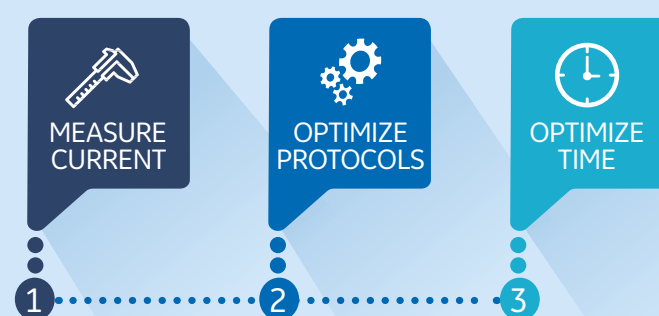 MEASURE
CURRENT
OPTIMIZE
PROTOCOLS
OPTIMIZE
TIME
1
2
3